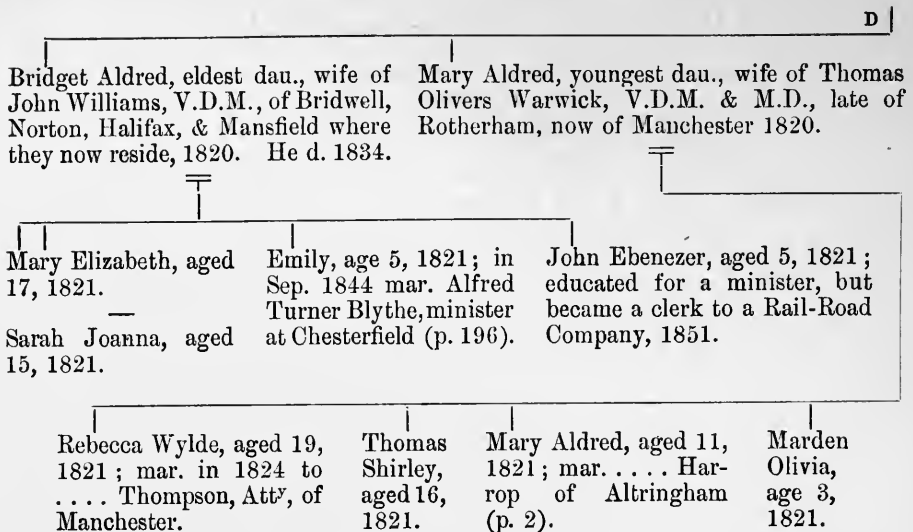 D
Bridget Aldred, eldest dau., wife of
John Williams, V.D.M., of Bridwell,
Norton, Halifax, & Mansfield where
they now reside, 1820. He d. 1834.
Mary Aldred, youngest dau., wife of Thomas
Olivers Warwick, V.D.M. & M.D., late of
Rotherham, now of Manchester 1820.
Mary Elizabeth, aged
17, 1821.
—
Sarah Joanna, aged
15, 1821.
Emily, age 5, 1821; in
Sep. 1844 mar. Alfred
Turner Blythe, minister
at Chesterfield (p. 196).
John Ebenezer, aged 5, 1821;
educated for a minister, but
became a clerk to a Rail-Road
Company, 1851.
Rebecca Wylde, aged 19,
1821; mar. in 1824 to
. . . . Thompson, Attʸ, of
Manchester.
Thomas
Shirley,
aged 16,
1821.
Mary Aldred, aged 11,
1821; mar. . . . . Har-
rop of Altringham
(p. 2).
Marden
Olivia,
age 3,
1821.